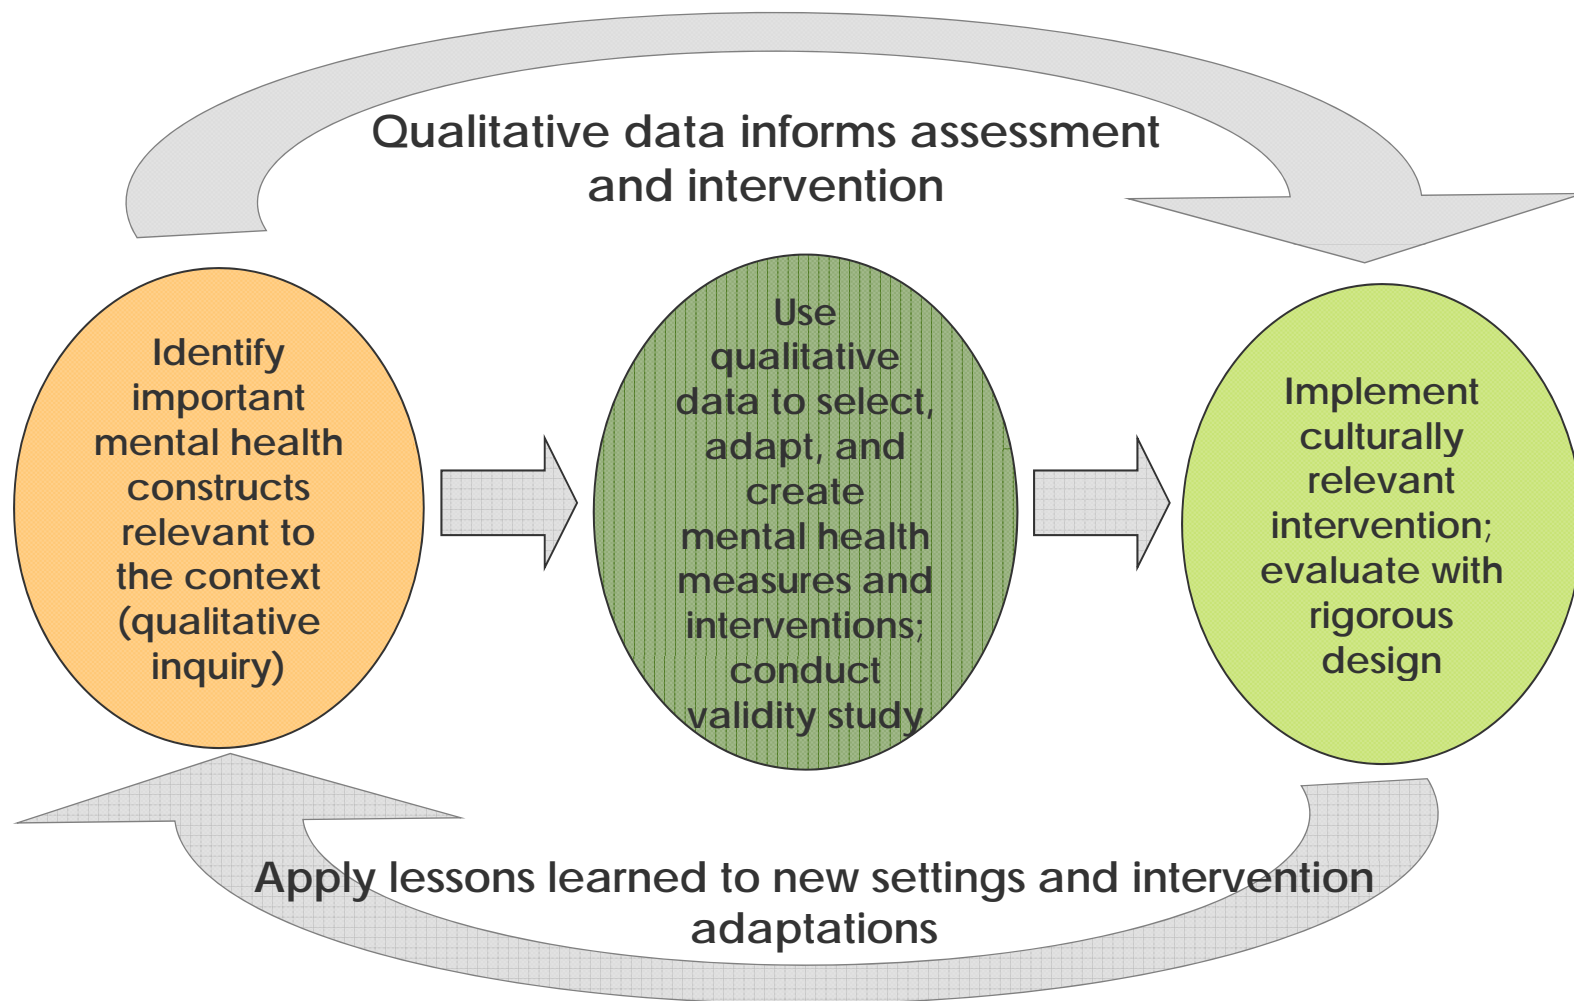 Qualitative data informs assessment
and intervention
Identify
important
mental health
constructs
relevant to
the context
(qualitative
inquiry)
Use
qualitative
data to select,
adapt, and
create
mental health
measures and
interventions;
conduct
validity study
Implement
culturally
relevant
intervention;
evaluate with
rigorous
design
Apply lessons learned to new settings and intervention
adaptations